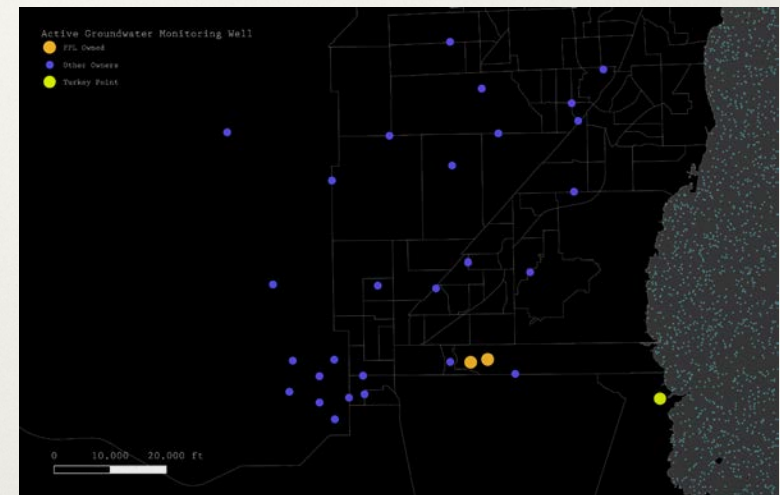 Active Groundwater Monitoring Well
FPL Owned
Other Owners
Turkey Point
0 10,000 20,000 ft